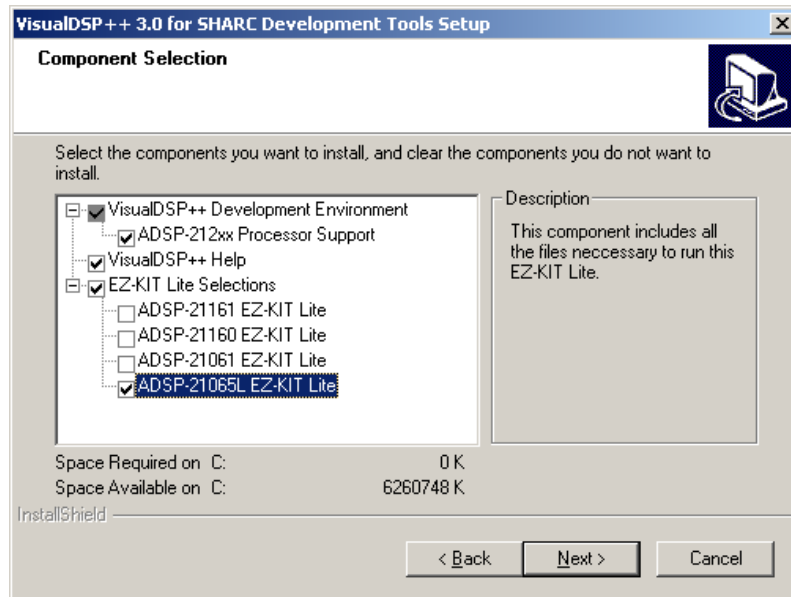 VisualDSP++ 3.0 for SHARC Development Tools Setup
Component Selection
Select the components you want to install, and clear the components you do not want to
install.
VisualDSP++ Development Environment
ADSP-212xx Processor Support
VisualDSP++ Help
EZ-KIT Lite Selections
ADSP-21161 EZ-KIT Lite
ADSP-21160 EZ-KIT Lite
ADSP-21061 EZ-KIT Lite
ADSP-21065L EZ-KIT Lite
Description
This component includes all
the files neccessary to run this
EZ-KIT Lite.
Space Required on C: 0 K
Space Available on C: 6260748 K
InstallShield
< Back Next > Cancel